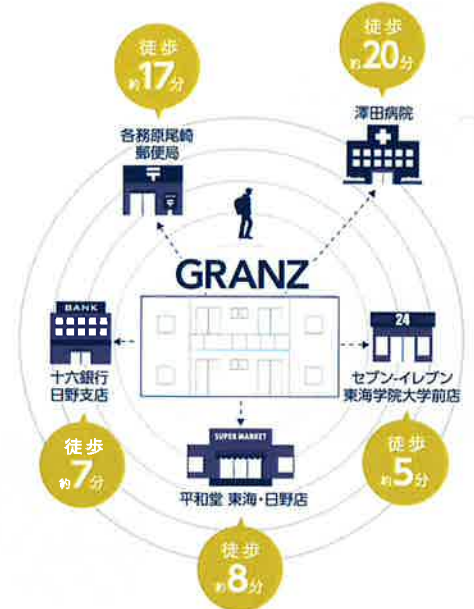 徒歩
約17分
徒歩
約20分
各務原尾崎
郵便局
澤田病院
GRANZ
BANK
24
十六銀行
日野支店
セブン-イレブン
東海学院大学前店
SUPER MARKET
平和堂 東海・日野店
徒歩
約7分
徒歩
約5分
徒歩
約8分